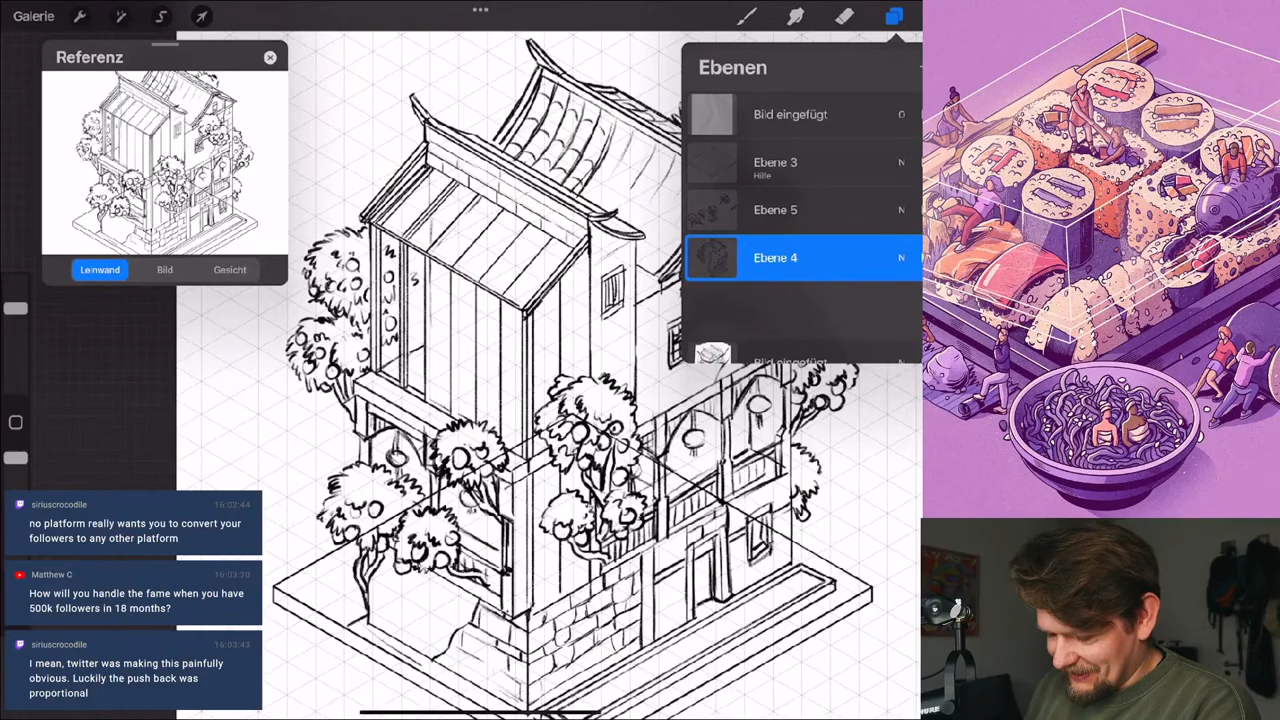 Galerie
Referenz
Leinwand
Bild
Gesicht
Ebenen
Bild eingefügt
Ebene 3
N
Hilfe
Ebene 5
N
Ebene 4
N
Bild eingefügt
N
siriuscrocodile
16:02:44
no platform really wants you to convert your
followers to any other platform
Matthew C
16:03:20
How will you handle the fame when you have
500k followers in 18 months?
siriuscrocodile
16:03:43
I mean, twitter was making this painfully
obvious. Luckily the push back was
proportional
SHURE